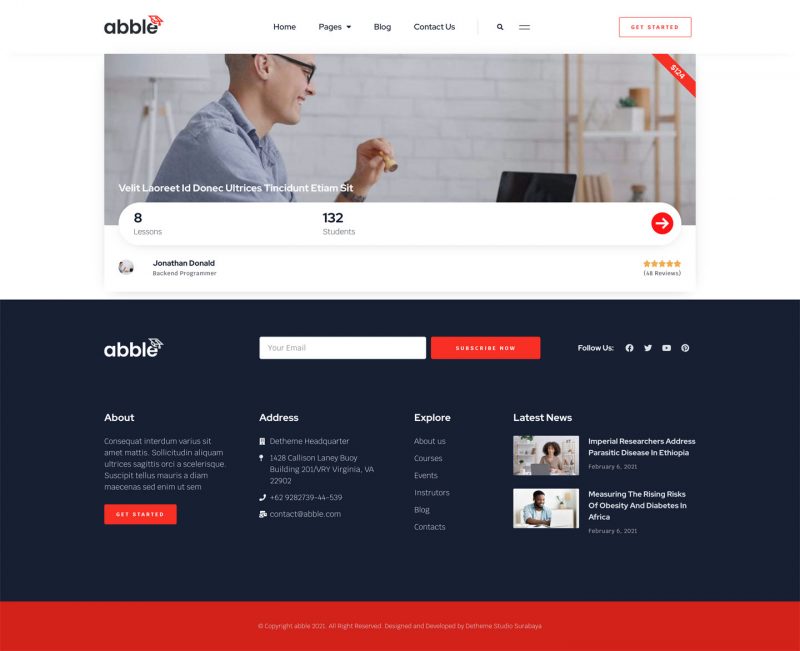 abble
Home Pages Blog Contact Us
GET STARTED
$124
Velit Laoreet Id Donec Ultrices Tincidunt Etiam Sit
8
Lessons
132
Students
Jonathan Donald
Backend Programmer
(48 Reviews)
abble
Your Email
SUBSCRIBE NOW
Follow Us:
About
Consequat interdum varius sit
amet mattis. Sollicitudin aliquam
ultrices sagittis orci a scelerisque.
Suscipit tellus mauris a diam
maecenas sed enim ut sem
GET STARTED
Address
Detheme Headquarter
1428 Callison Laney Buoy
Building 201/VRY Virginia, VA
22902
+62 9282739-44-539
contact@abble.com
Explore
About us
Courses
Events
Instrutors
Blog
Contacts
Latest News
Imperial Researchers Address
Parasitic Disease In Ethiopia
February 6, 2021
Measuring The Rising Risks
Of Obesity And Diabetes In
Africa
February 6, 2021
© Copyright abble 2021. All Right Reserved. Designed and Developed by Detheme Studio Surabaya